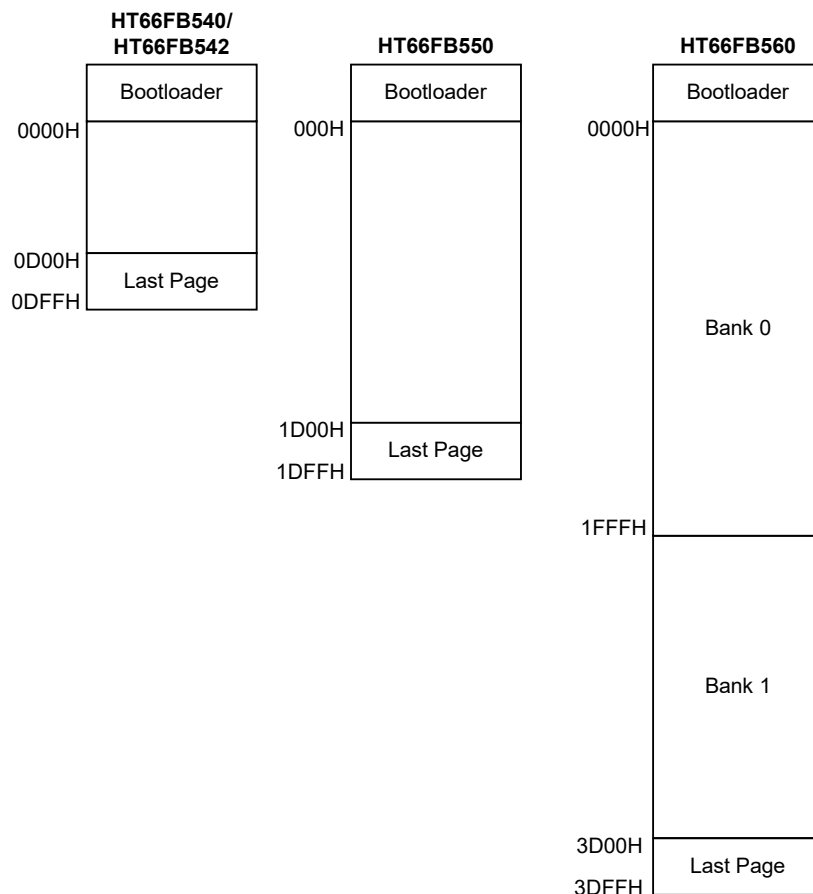 HT66FB540/
HT66FB542
Bootloader
0000H
0D00H
Last Page
0DFFH
HT66FB550
Bootloader
000H
1D00H
Last Page
1DFFH
HT66FB560
Bootloader
0000H
Bank 0
1FFFH
Bank 1
3D00H
Last Page
3DFFH